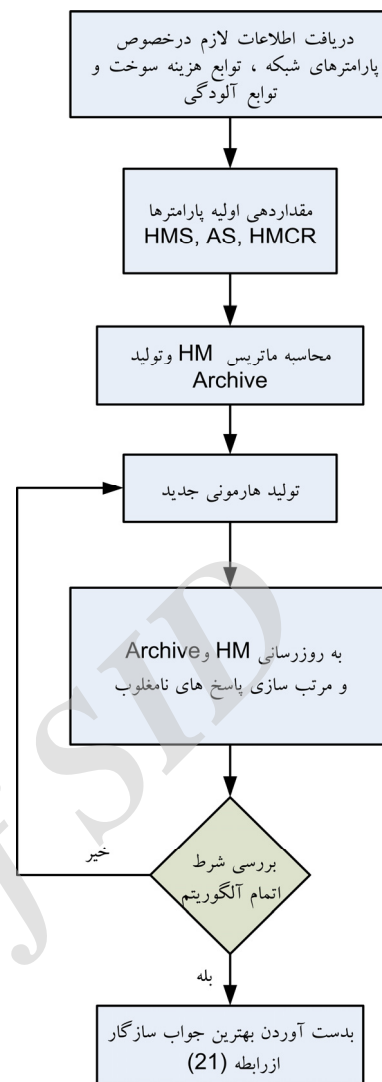 دریافت اطلاعات لازم درخصوص
پارامترهای شبکه ، توابع هزینه سوخت و
توابع آلودگی
مقداردهی اولیه پارامترها
HMS, AS, HMCR
محاسبه ماتریس HM وتولید
Archive
تولید هارمونی جدید
به روزرسانی HM وArchive
و مرتب سازی پاسخ های نامغلوب
بررسی شرط
اتمام آلگوریتم
خیر
بله
بدست آوردن بهترین جواب سازگار
ازرابطه (21)
f SID